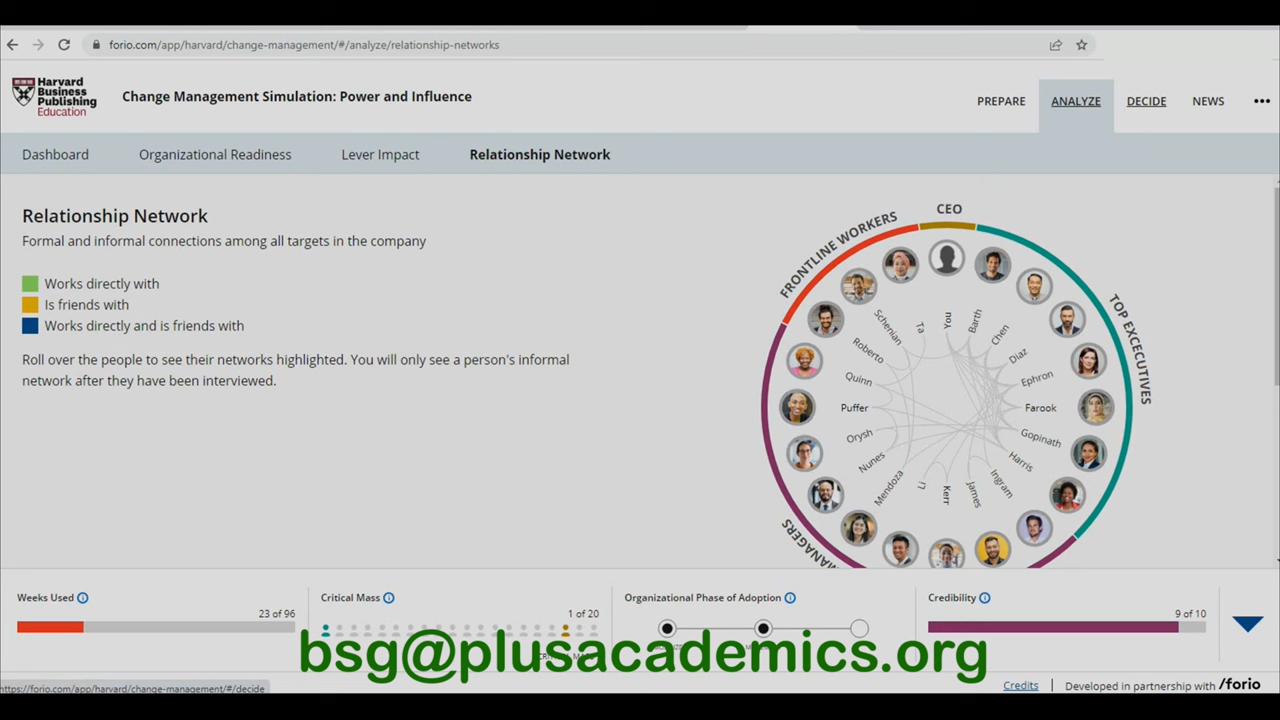 forio.com/app/harvard/change-management/#/analyze/relationship-networks
Harvard
Business
Publishing
Education
Change Management Simulation: Power and Influence
PREPARE
ANALYZE
DECIDE
NEWS
Dashboard
Organizational Readiness
Lever Impact
Relationship Network
Relationship Network
Formal and informal connections among all targets in the company
Works directly with
Is friends with
Works directly and is friends with
Roll over the people to see their networks highlighted. You will only see a person's informal
network after they have been interviewed.
CEO
FRONTLINE WORKERS
TOP EXCECUTIVES
MANAGERS
You
Barth
Chen
Diaz
Ephron
Farook
Gopinath
Harris
Ingram
James
Kerr
Li
Mendoza
Nunes
Orysh
Puffer
Quinn
Roberto
Schenian
Ta
Weeks Used
23 of 96
Critical Mass
1 of 20
Organizational Phase of Adoption
Credibility
9 of 10
bsg@plusacademics.org
https://forio.com/app/harvard/change-management/#/decide
Credits
Developed in partnership with /forio